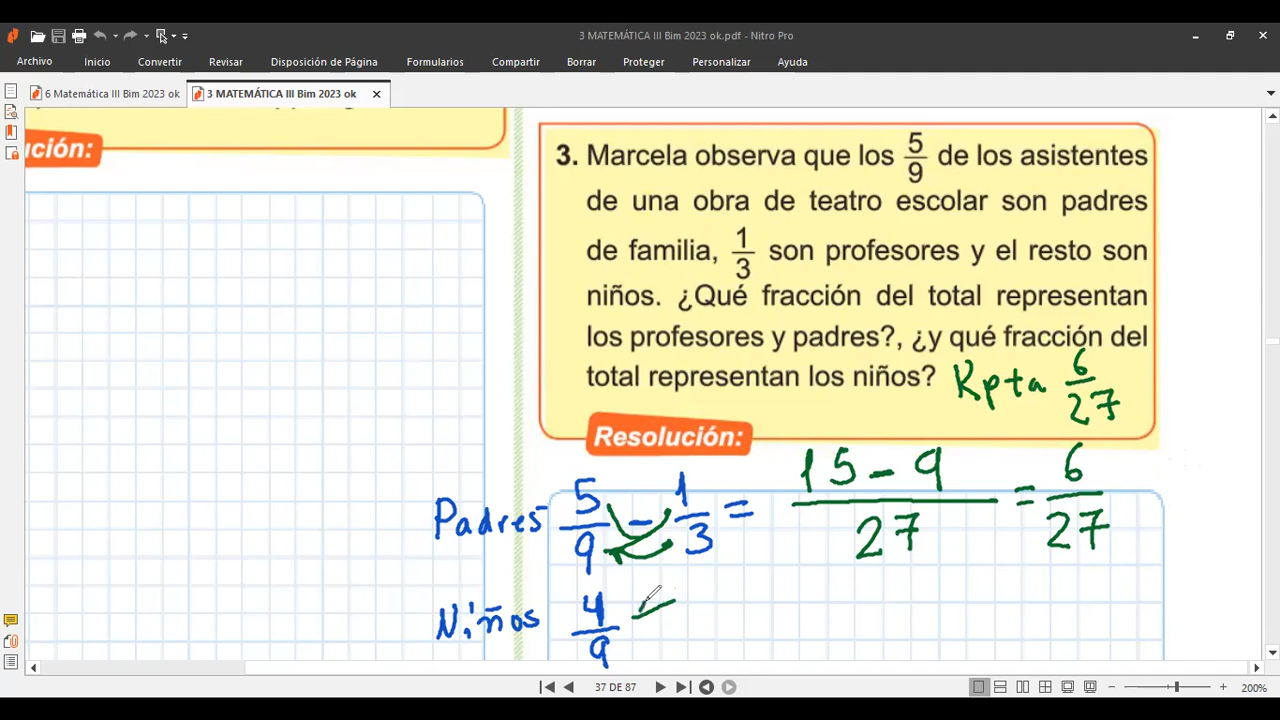 3 MATEMÁTICA III Bim 2023 ok.pdf - Nitro Pro
Archivo Inicio Convertir Revisar Disposición de Página Formularios Compartir Borrar Proteger Personalizar Ayuda
6 Matemática III Bim 2023 ok 3 MATEMÁTICA III Bim 2023 ok
ución:
3. Marcela observa que los 5/9 de los asistentes
de una obra de teatro escolar son padres
de familia, 1/3 son profesores y el resto son
niños. ¿Qué fracción del total representan
los profesores y padres?, ¿y qué fracción del
total representan los niños? Rpta 6/27
Resolución:
Padres 5/9 - 1/3 = 15 - 9/27 = 6/27
Niños 4/9
37 DE 87
200%